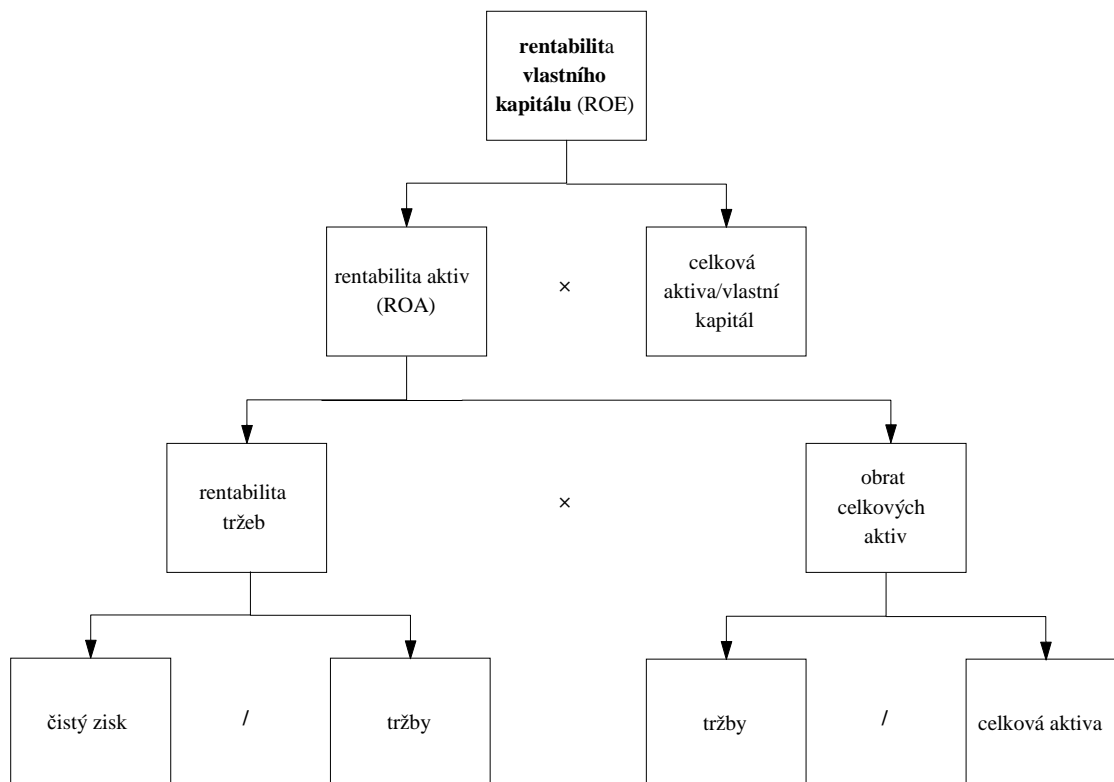 rentabilita
vlastního
kapitálu (ROE)
rentabilita aktiv
(ROA)
×
celková
aktiva/vlastní
kapitál
rentabilita
tržeb
×
obrat
celkových
aktiv
čistý zisk
/
tržby
tržby
/
celková aktiva